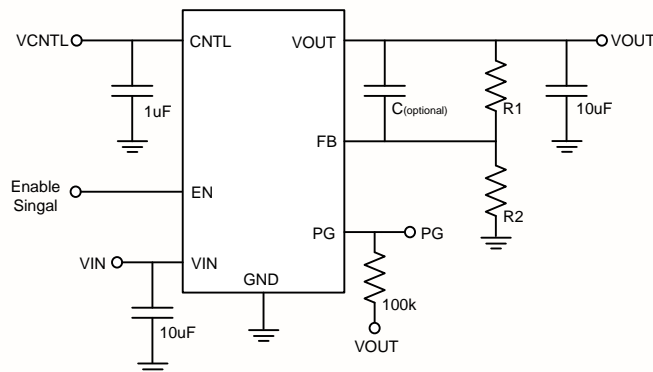 VCNTL
CNTL
VOUT
VOUT
1uF
C(optional)
R1
10uF
FB
Enable
Singal
EN
R2
PG
PG
VIN
VIN
GND
100k
10uF
VOUT